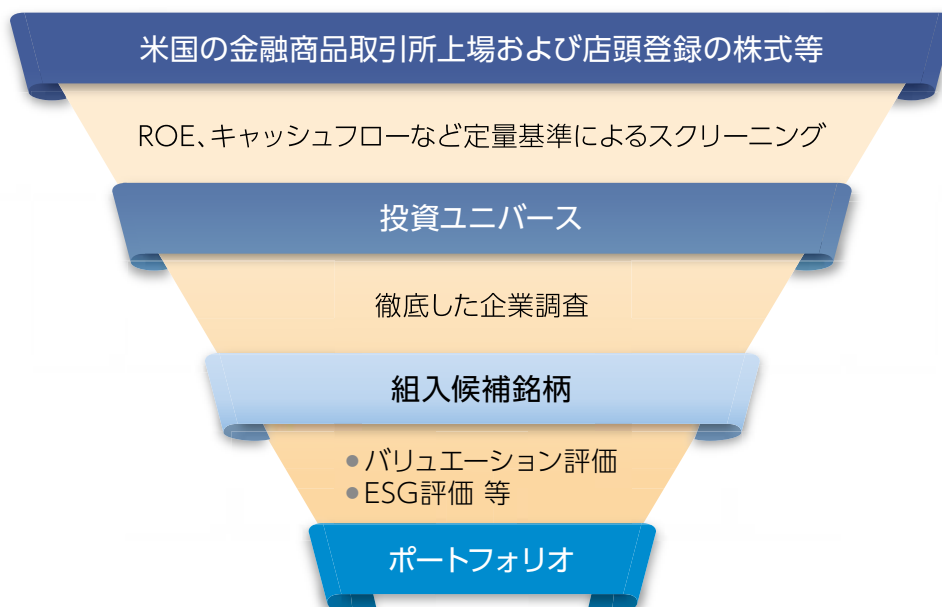 米国の金融商品取引所上場および店頭登録の株式等
ROE、キャッシュフローなど定量基準によるスクリーニング
投資ユニバース
徹底した企業調査
組入候補銘柄
●バリュエーション評価
●ESG評価 等
ポートフォリオ